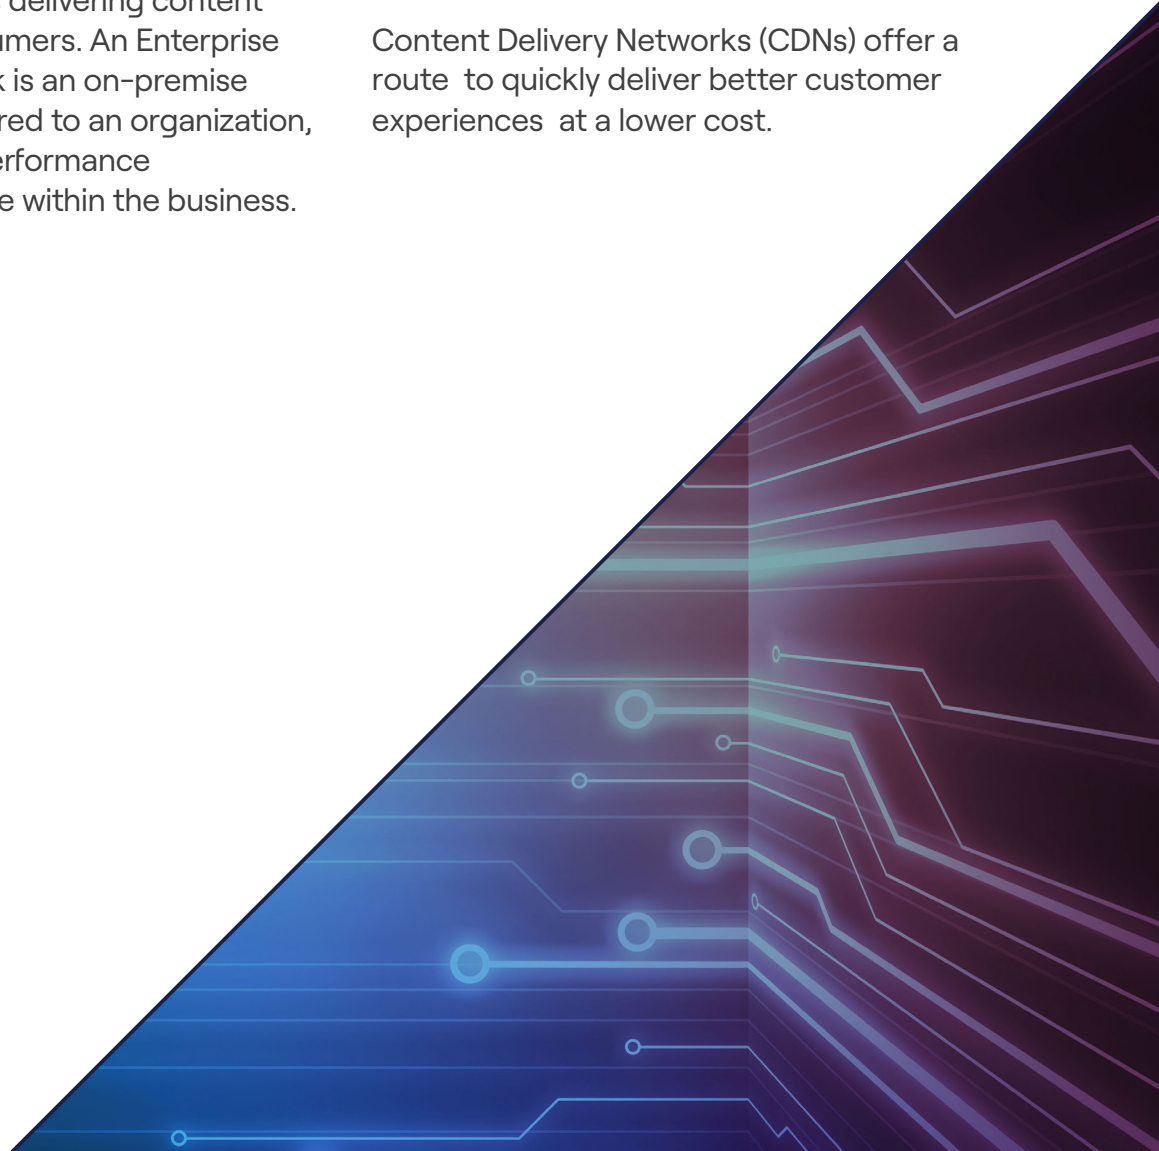 delivering content
umers. An Enterprise
k is an on-premise
red to an organization,
erformance
e within the business.
Content Delivery Networks (CDNs) offer a
route to quickly deliver better customer
experiences at a lower cost.